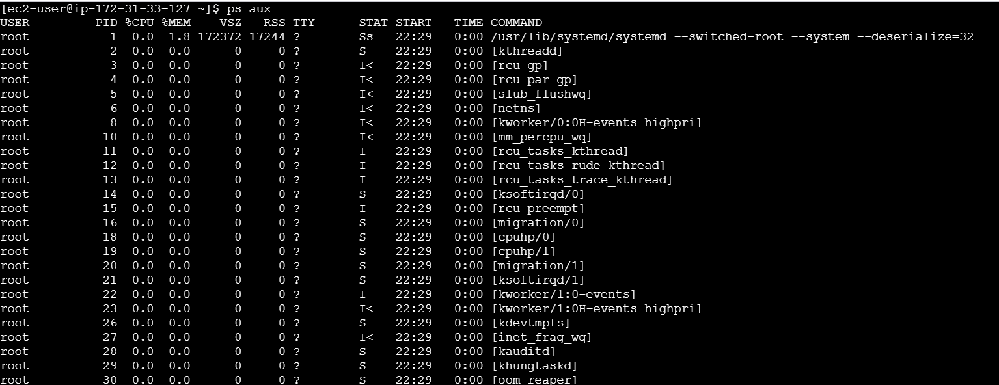 [ec2-user@ip-172-31-33-127 ~]$ ps aux
USER         PID %CPU %MEM    VSZ   RSS TTY      STAT START   TIME COMMAND
root           1  0.0  1.8 172372 17244 ?        Ss   22:29   0:00 /usr/lib/systemd/systemd --switched-root --system --deserialize=32
root           2  0.0  0.0      0     0 ?        S    22:29   0:00 [kthreadd]
root           3  0.0  0.0      0     0 ?        I<   22:29   0:00 [rcu_gp]
root           4  0.0  0.0      0     0 ?        I<   22:29   0:00 [rcu_par_gp]
root           5  0.0  0.0      0     0 ?        I<   22:29   0:00 [slub_flushwq]
root           6  0.0  0.0      0     0 ?        I<   22:29   0:00 [netns]
root           8  0.0  0.0      0     0 ?        I<   22:29   0:00 [kworker/0:0H-events_highpri]
root          10  0.0  0.0      0     0 ?        I<   22:29   0:00 [mm_percpu_wq]
root          11  0.0  0.0      0     0 ?        I    22:29   0:00 [rcu_tasks_kthread]
root          12  0.0  0.0      0     0 ?        I    22:29   0:00 [rcu_tasks_rude_kthread]
root          13  0.0  0.0      0     0 ?        I    22:29   0:00 [rcu_tasks_trace_kthread]
root          14  0.0  0.0      0     0 ?        S    22:29   0:00 [ksoftirqd/0]
root          15  0.0  0.0      0     0 ?        I    22:29   0:00 [rcu_preempt]
root          16  0.0  0.0      0     0 ?        S    22:29   0:00 [migration/0]
root          18  0.0  0.0      0     0 ?        S    22:29   0:00 [cpuhp/0]
root          19  0.0  0.0      0     0 ?        S    22:29   0:00 [cpuhp/1]
root          20  0.0  0.0      0     0 ?        S    22:29   0:00 [migration/1]
root          21  0.0  0.0      0     0 ?        S    22:29   0:00 [ksoftirqd/1]
root          22  0.0  0.0      0     0 ?        I    22:29   0:00 [kworker/1:0-events]
root          23  0.0  0.0      0     0 ?        I<   22:29   0:00 [kworker/1:0H-events_highpri]
root          26  0.0  0.0      0     0 ?        S    22:29   0:00 [kdevtmpfs]
root          27  0.0  0.0      0     0 ?        I<   22:29   0:00 [inet_frag_wq]
root          28  0.0  0.0      0     0 ?        S    22:29   0:00 [kauditd]
root          29  0.0  0.0      0     0 ?        S    22:29   0:00 [khungtaskd]
root          30  0.0  0.0      0     0 ?        S    22:29   0:00 [oom_reaper]